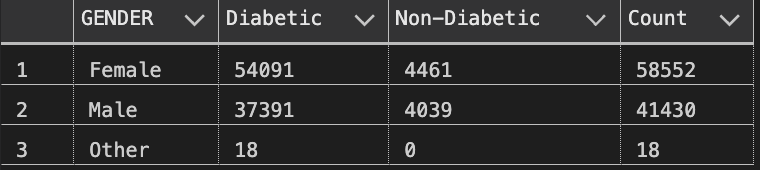 GENDER Diabetic Non-Diabetic Count
1 Female 54091 4461 58552
2 Male 37391 4039 41430
3 Other 18 0 18